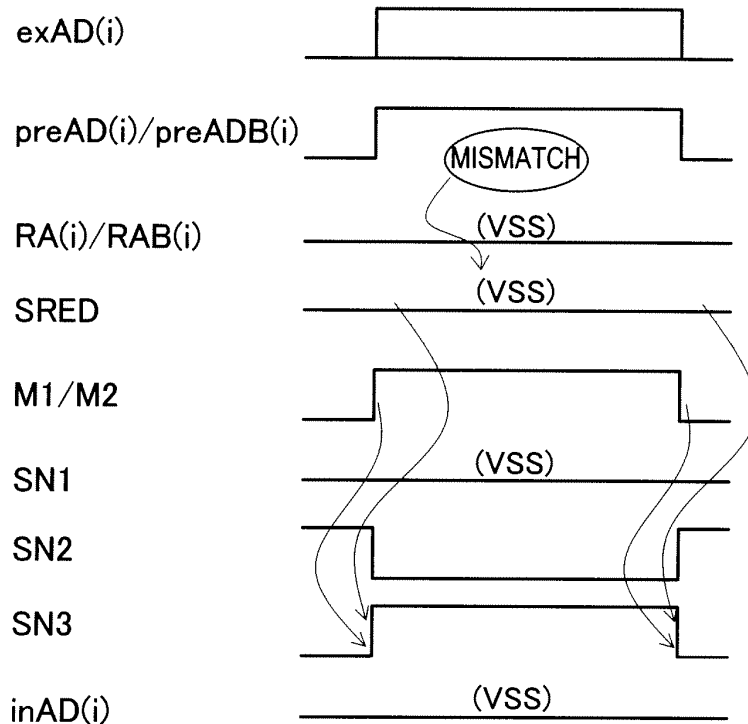 exAD(i)
preAD(i)/preADB(i)
MISMATCH
RA(i)/RAB(i)
(VSS)
SRED
(VSS)
M1/M2
SN1
(VSS)
SN2
SN3
inAD(i)
(VSS)